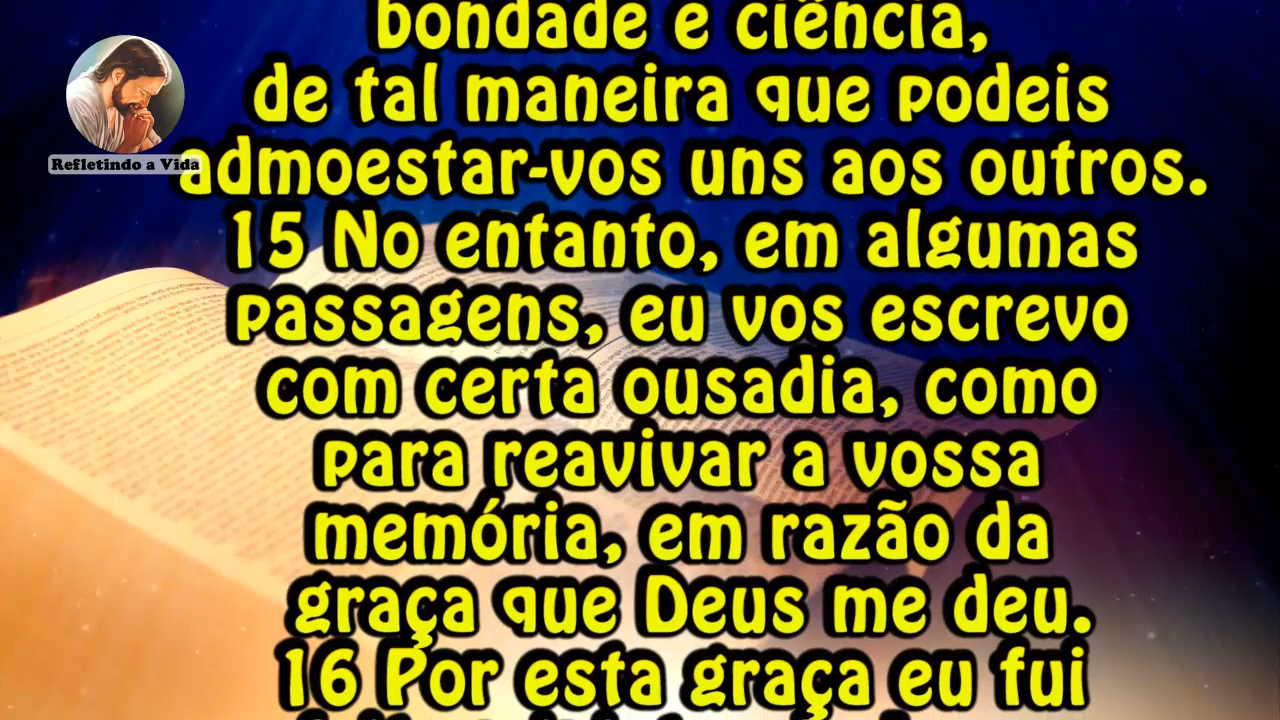 bondade e ciência,
de tal maneira que podeis
admoestar-vos uns aos outros.
15 No entanto, em algumas
passagens, eu vos escrevo
com certa ousadia, como
para reavivar a vossa
memória, em razão da
graça que Deus me deu.
16 Por esta graça eu fui
Refletindo a Vida